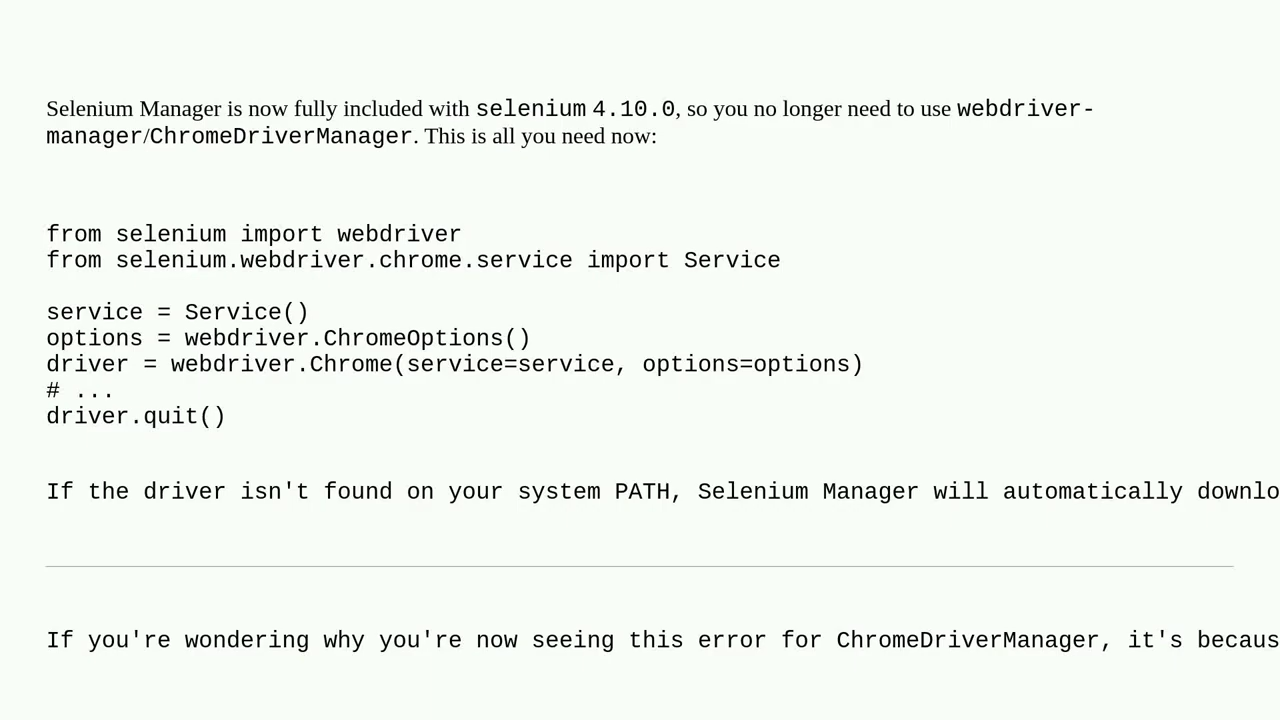 Selenium Manager is now fully included with selenium 4.10.0, so you no longer need to use webdriver-
manager/ChromeDriverManager. This is all you need now:
from selenium import webdriver
from selenium.webdriver.chrome.service import Service
service = Service()
options = webdriver.ChromeOptions()
driver = webdriver.Chrome(service=service, options=options)
# ...
driver.quit()
If the driver isn't found on your system PATH, Selenium Manager will automatically downlo
If you're wondering why you're now seeing this error for ChromeDriverManager, it's becaus